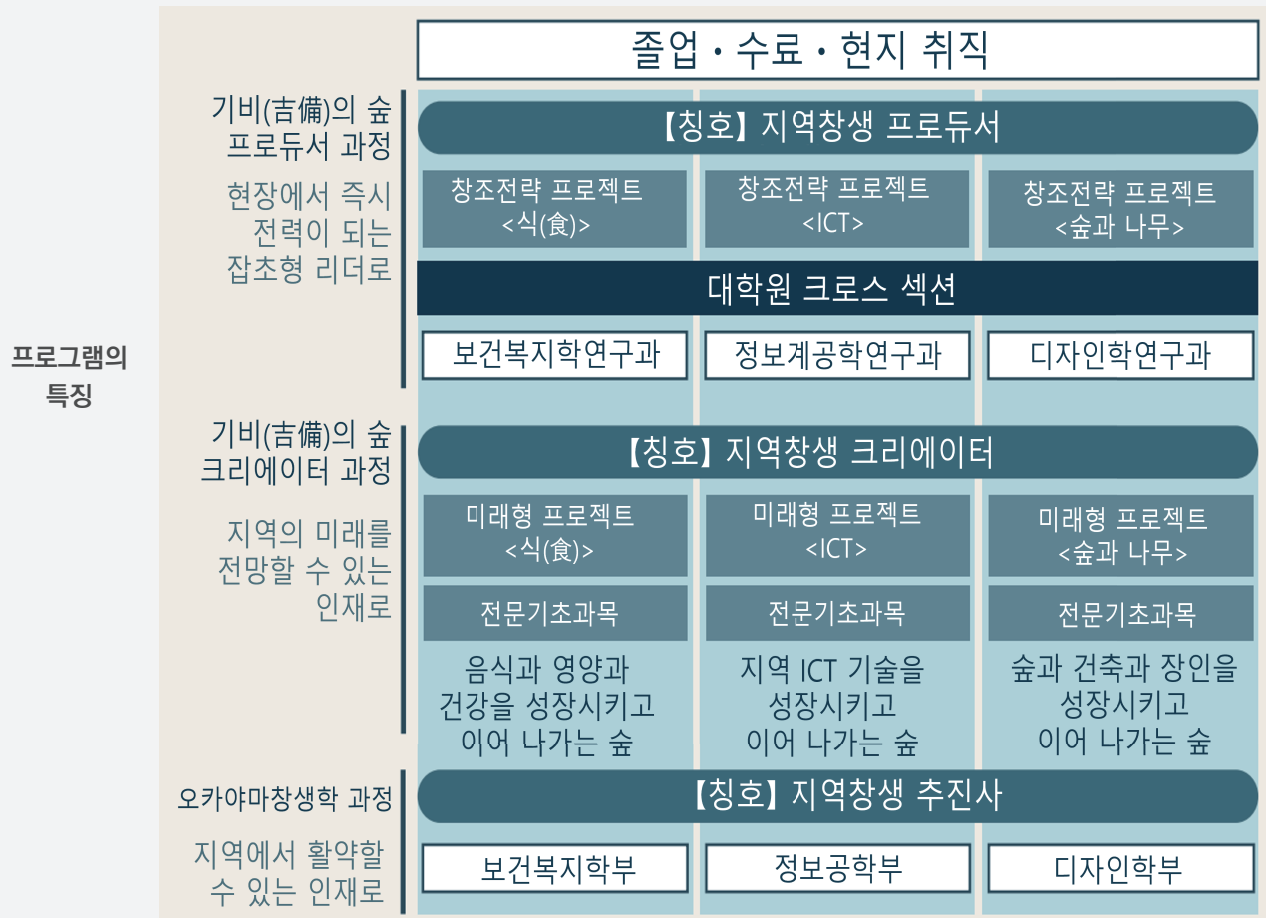 프로그램의
특징
졸업・수료・현지 취직
기비(吉備)의 숲
프로듀서 과정
현장에서 즉시
전력이 되는
잡초형 리더로
【칭호】 지역창생 프로듀서
창조전략 프로젝트
<식(食)>
창조전략 프로젝트
<ICT>
창조전략 프로젝트
<숲과 나무>
대학원 크로스 섹션
보건복지학연구과
정보계공학연구과
디자인학연구과
기비(吉備)의 숲
크리에이터 과정
지역의 미래를
전망할 수 있는
인재로
【칭호】 지역창생 크리에이터
미래형 프로젝트
<식(食)>
미래형 프로젝트
<ICT>
미래형 프로젝트
<숲과 나무>
전문기초과목
전문기초과목
전문기초과목
음식과 영양과
건강을 성장시키고
이어 나가는 숲
지역 ICT 기술을
성장시키고
이어 나가는 숲
숲과 건축과 장인을
성장시키고
이어 나가는 숲
오카야마창생학 과정
지역에서 활약할
수 있는 인재로
【칭호】 지역창생 추진사
보건복지학부
정보공학부
디자인학부